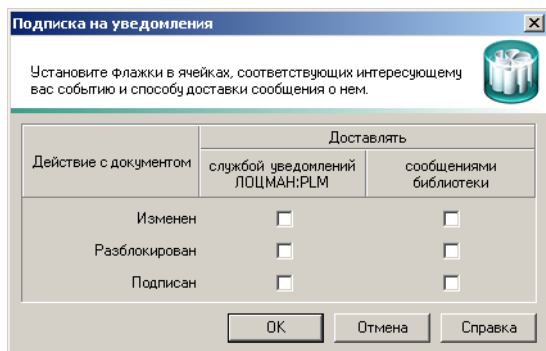 Подписка на уведомления
Установите флажки в ячейках, соответствующих интересующему
вас событию и способу доставки сообщения о нем.
Доставлять
Действие с документом
службой уведомлений
ЛОЦМАН:PLM
сообщениями
библиотеки
Изменен
Разблокирован
Подписан
OK Отмена Справка